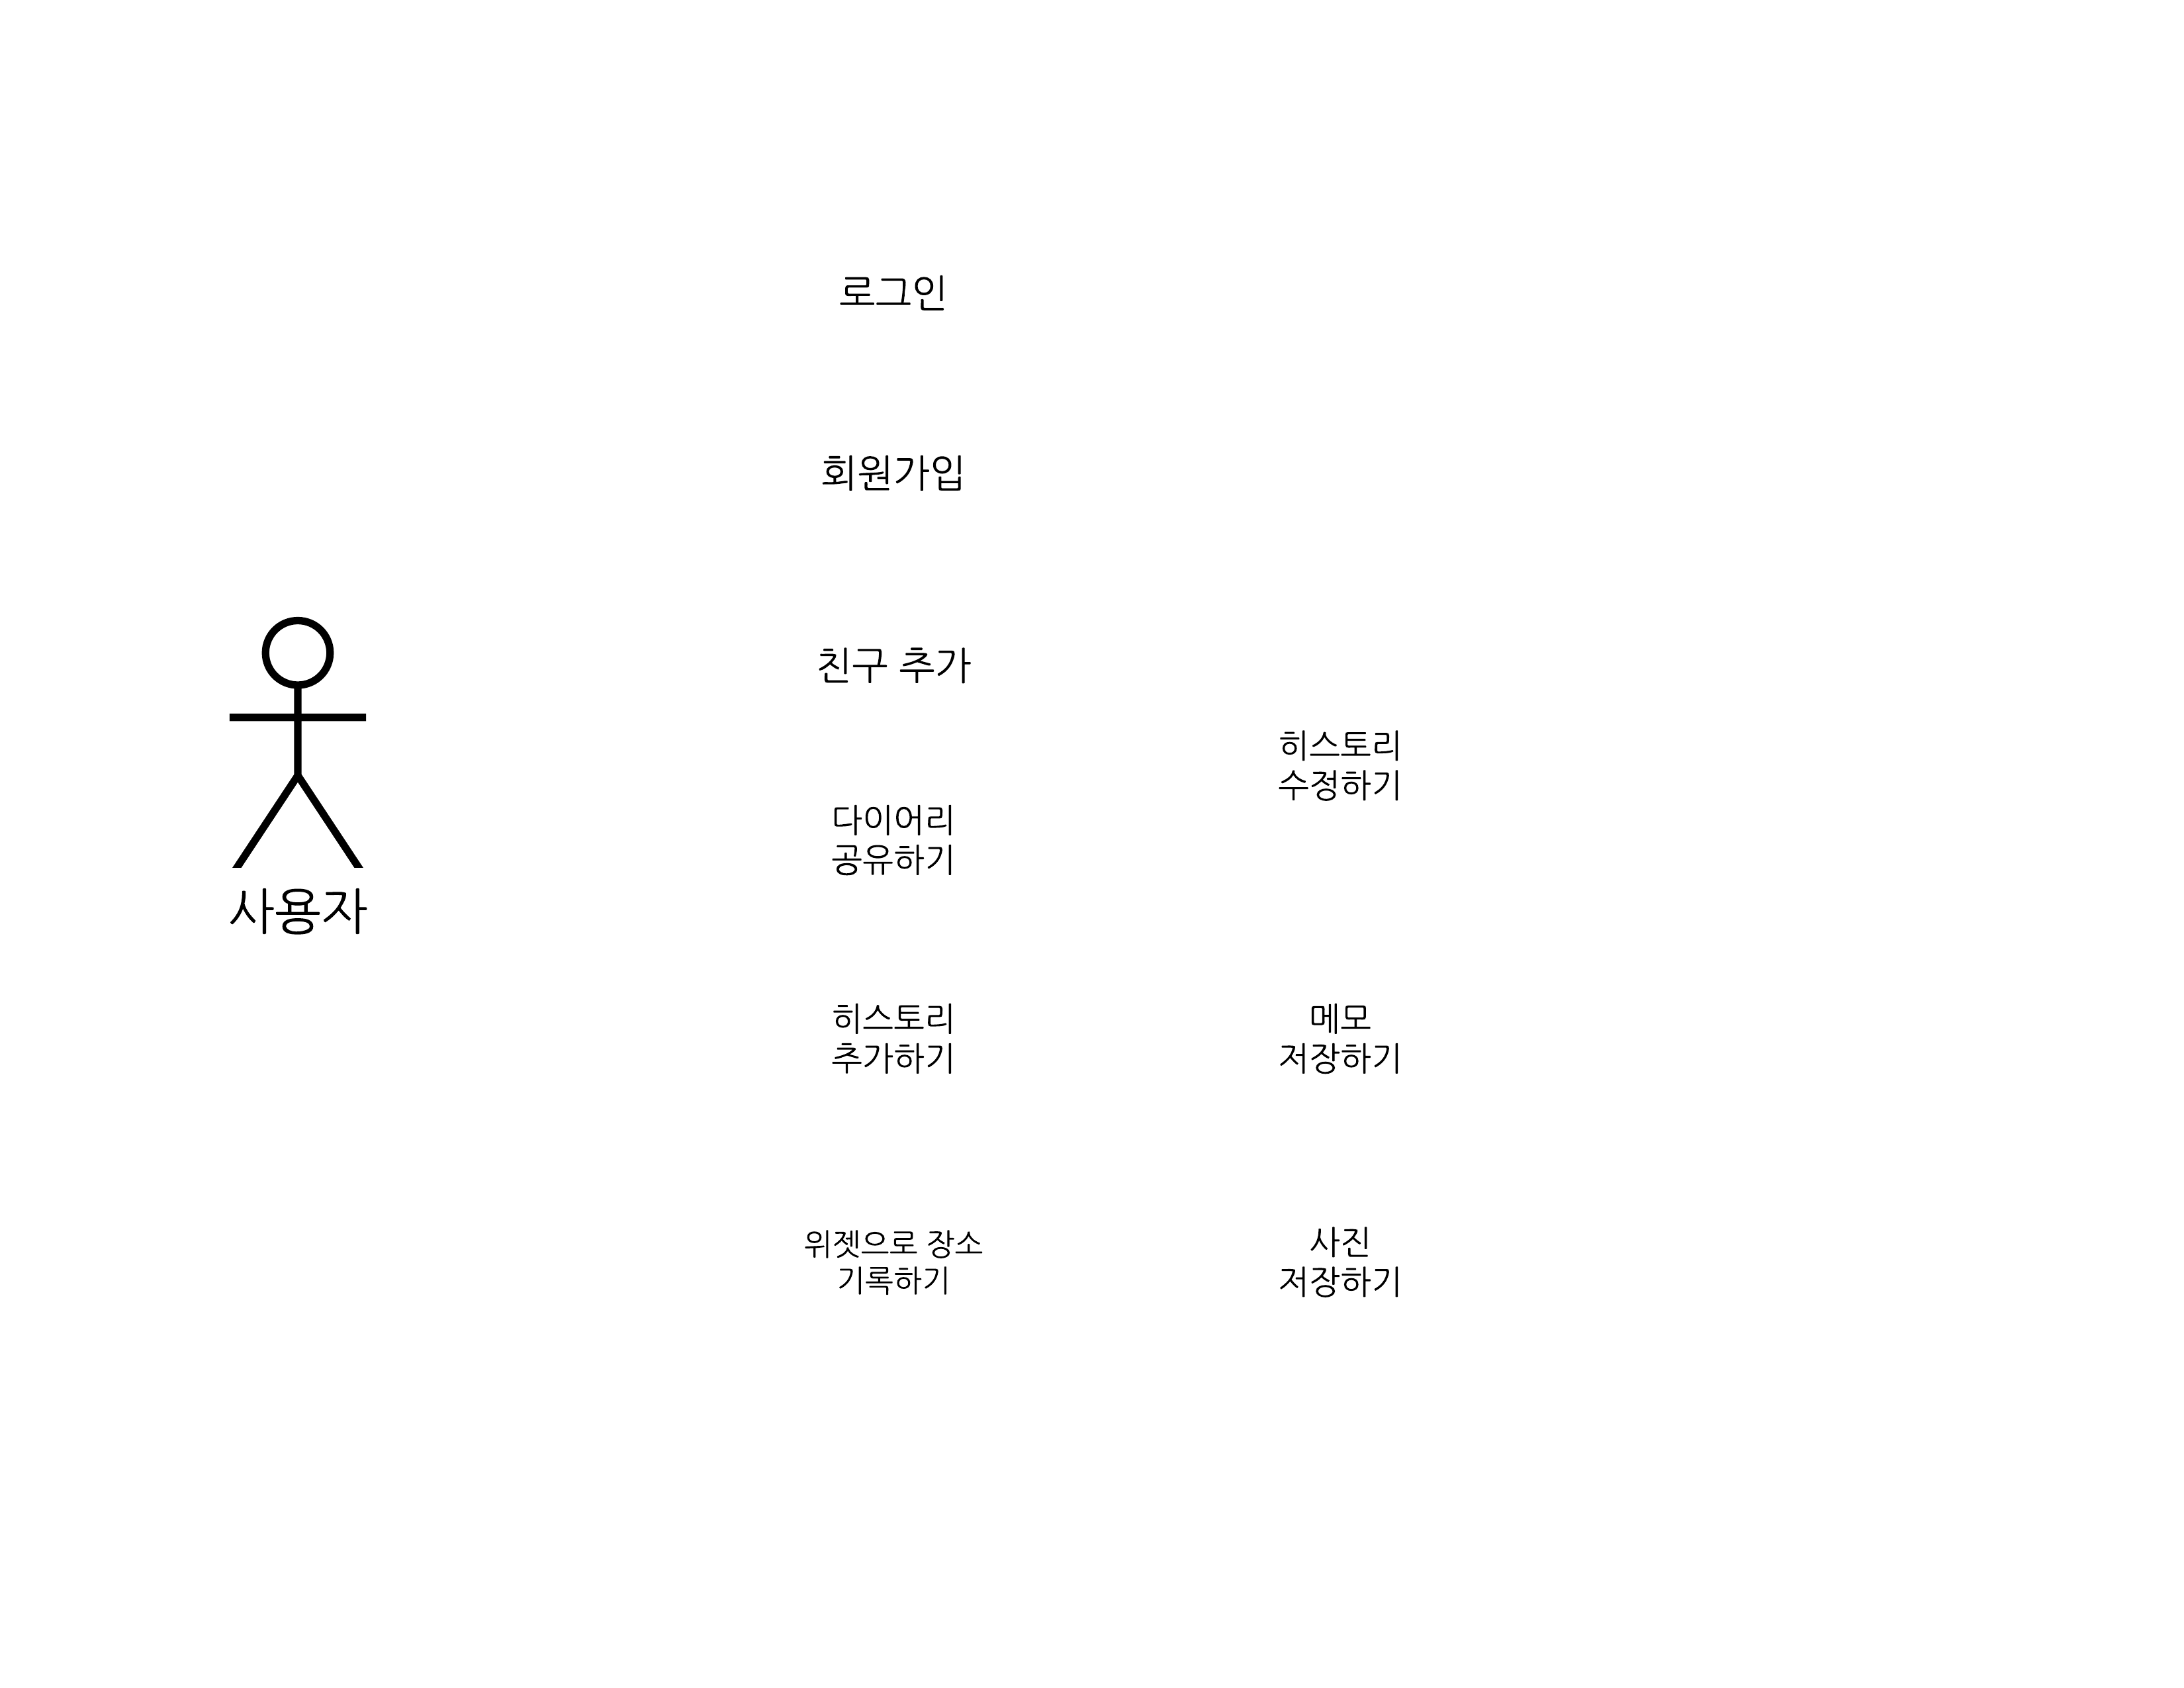 로그인
회원가입
친구 추가
히스토리
수정하기
다이어리
공유하기
사용자
히스토리
추가하기
메모
저장하기
위젯으로 장소
기록하기
사진
저장하기